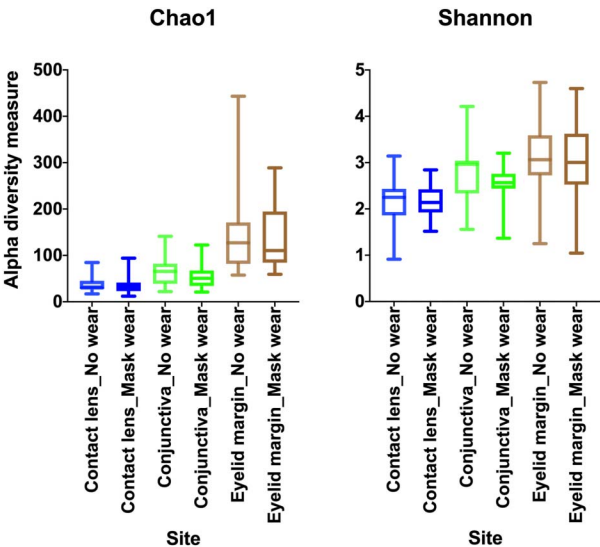 Chao1
Alpha diversity measure
500
400
300
200
100
0
Contact lens_No wear
Contact lens_Mask wear
Conjunctiva_No wear
Conjunctiva_Mask wear
Eyelid margin_No wear
Eyelid margin_Mask wear
Site
Shannon
5
4
3
2
1
0
Contact lens_No wear
Contact lens_Mask wear
Conjunctiva_No wear
Conjunctiva_Mask wear
Eyelid margin_No wear
Eyelid margin_Mask wear
Site